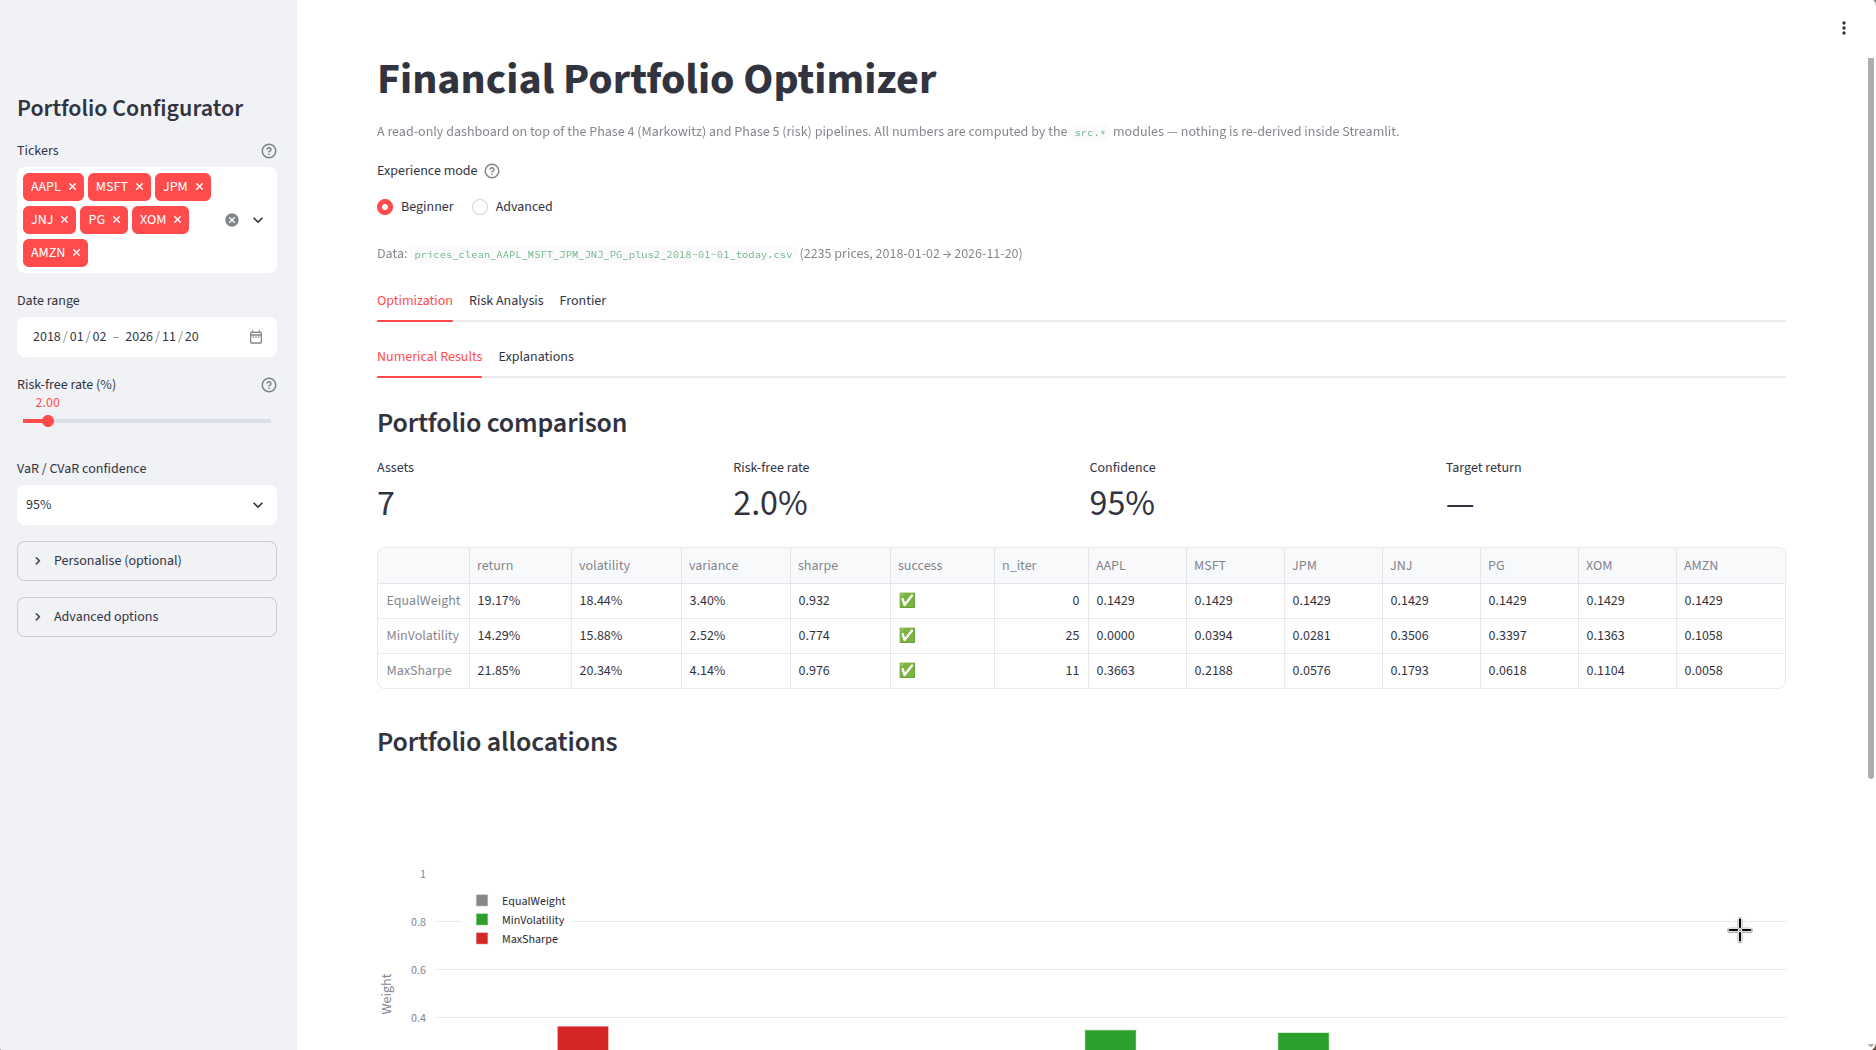 Portfolio Configurator
Tickers
AAPL MSFT JPM
JNJ PG XOM
AMZN
Date range
2018/01/02 – 2026/11/20
Risk-free rate (%)
2.00
VaR / CVaR confidence
95%
Personalise (optional)
Advanced options
Financial Portfolio Optimizer
A read-only dashboard on top of the Phase 4 (Markowitz) and Phase 5 (risk) pipelines. All numbers are computed by the src.* modules — nothing is re-derived inside Streamlit.
Experience mode
Beginner Advanced
Data: prices_clean_AAPL_MSFT_JPM_JNJ_PG_plus2_2018-01-01_today.csv (2235 prices, 2018-01-02 → 2026-11-20)
Optimization Risk Analysis Frontier
Numerical Results Explanations
Portfolio comparison
Assets Risk-free rate Confidence Target return
7 2.0% 95% —
return volatility variance sharpe success n_iter AAPL MSFT JPM JNJ PG XOM AMZN
EqualWeight 19.17% 18.44% 3.40% 0.932 ✅ 0 0.1429 0.1429 0.1429 0.1429 0.1429 0.1429 0.1429
MinVolatility 14.29% 15.88% 2.52% 0.774 ✅ 25 0.0000 0.0394 0.0281 0.3506 0.3397 0.1363 0.1058
MaxSharpe 21.85% 20.34% 4.14% 0.976 ✅ 11 0.3663 0.2188 0.0576 0.1793 0.0618 0.1104 0.0058
Portfolio allocations
1
EqualWeight
0.8 MinVolatility
MaxSharpe
0.6
Weight
0.4